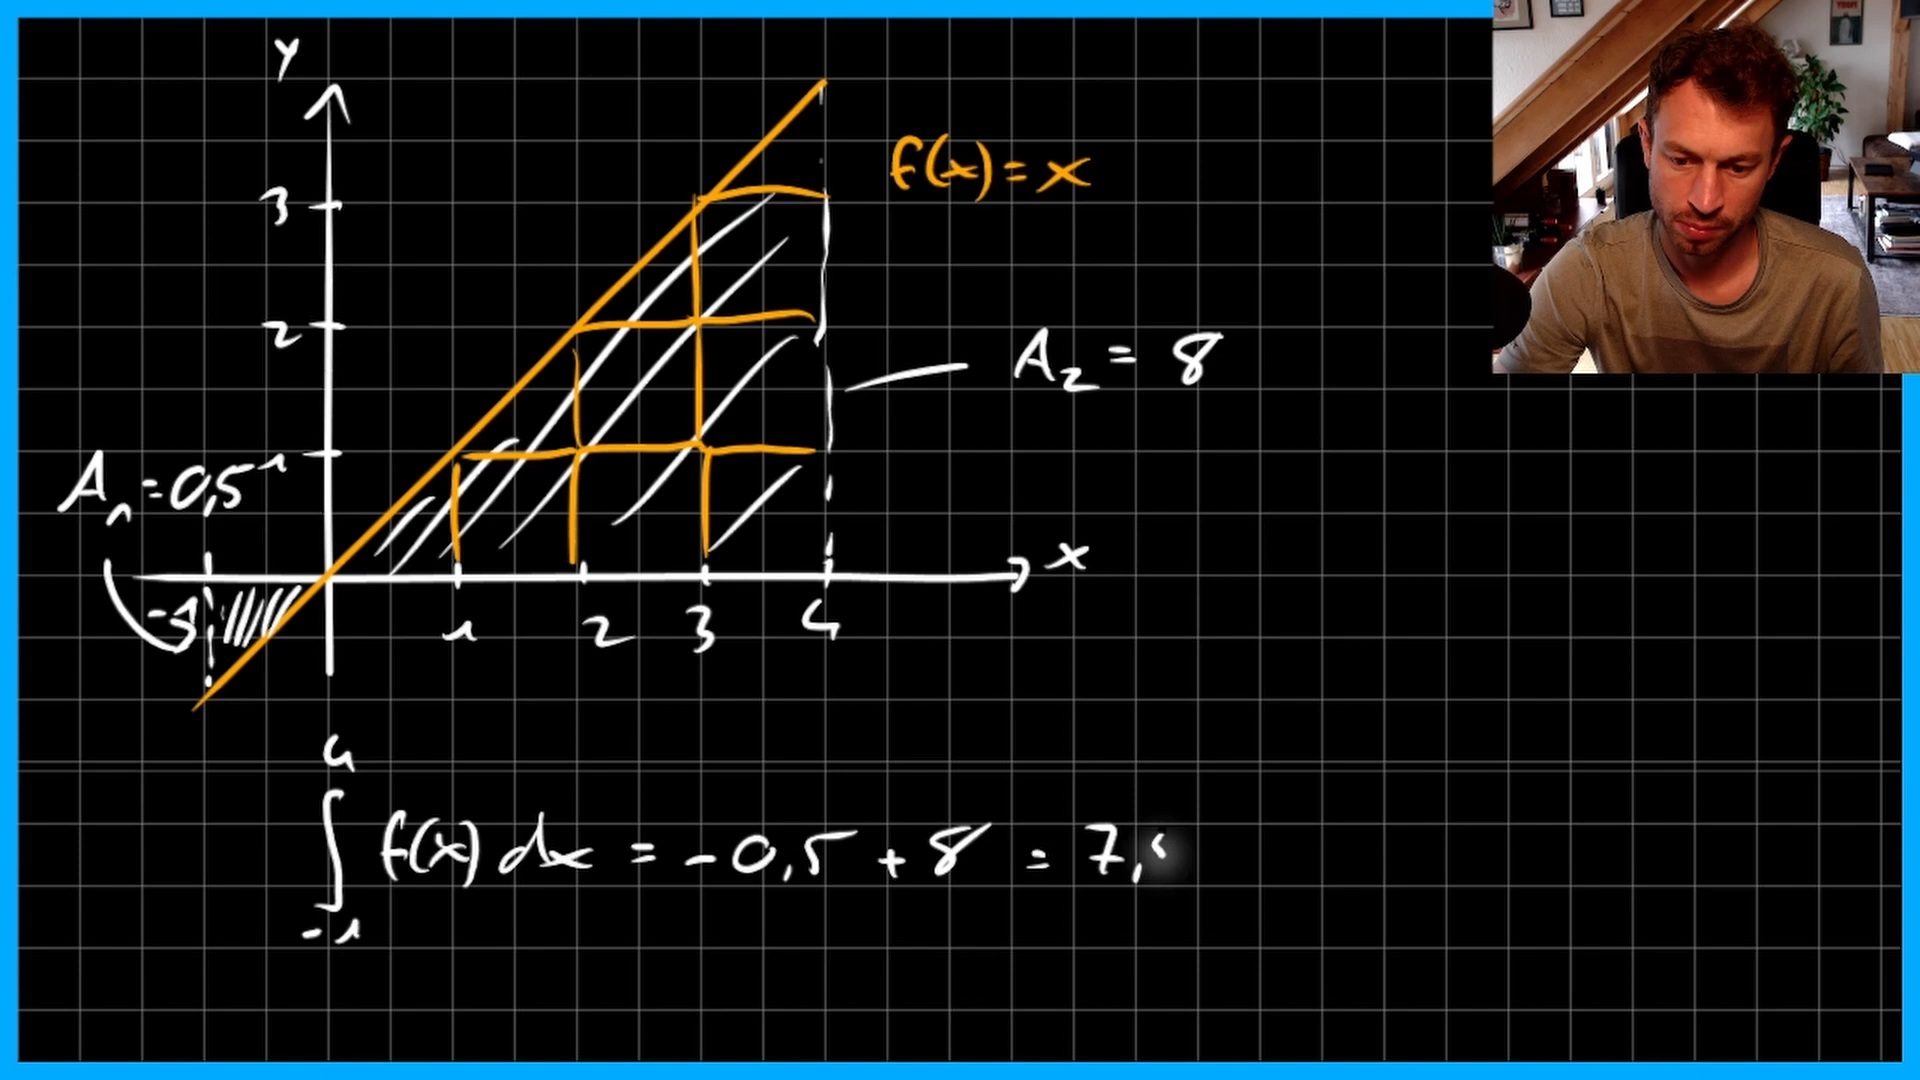 y
3
f(x) = x
2
A₂ = 8
A₁ = 0,5
1
x
-1
1 2 3 4
4
∫ f(x) dx = -0,5 + 8 = 7,
-1